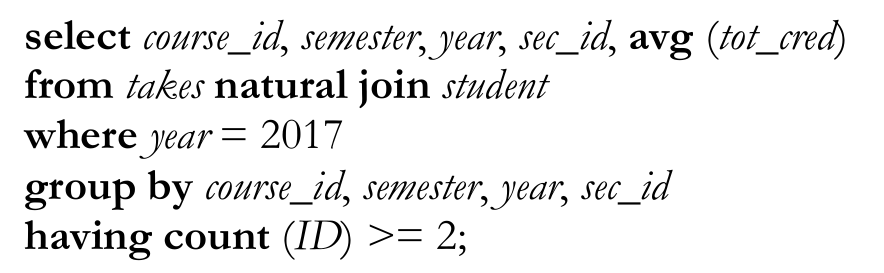 select course_id, semester, year, sec_id, avg (tot_cred)
from takes natural join student
where year = 2017
group by course_id, semester, year, sec_id
having count (ID) >= 2;